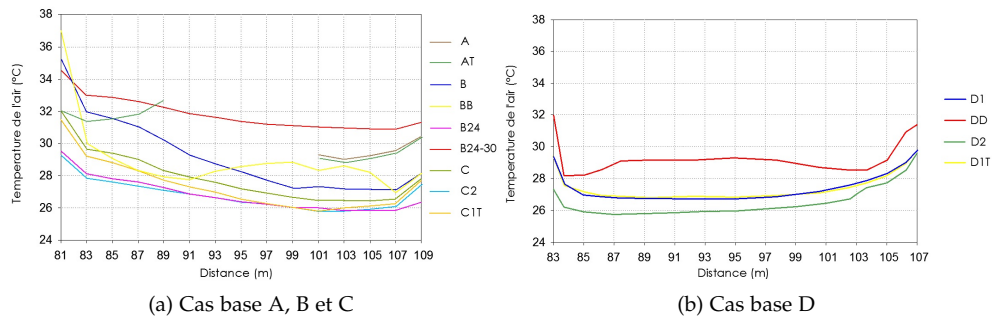 38
36
34
32
30
28
26
24
Temperature de l'air (°C)
81 83 85 87 89 91 93 95 97 99 101 103 105 107 109
Distance (m)
A
AT
B
BB
B24
B24-30
C
C2
C1T
(a) Cas base A, B et C
38
36
34
32
30
28
26
24
Température de l'air (°C)
83 85 87 89 91 93 95 97 99 101 103 105 107
Distance (m)
D1
DD
D2
D1T
(b) Cas base D